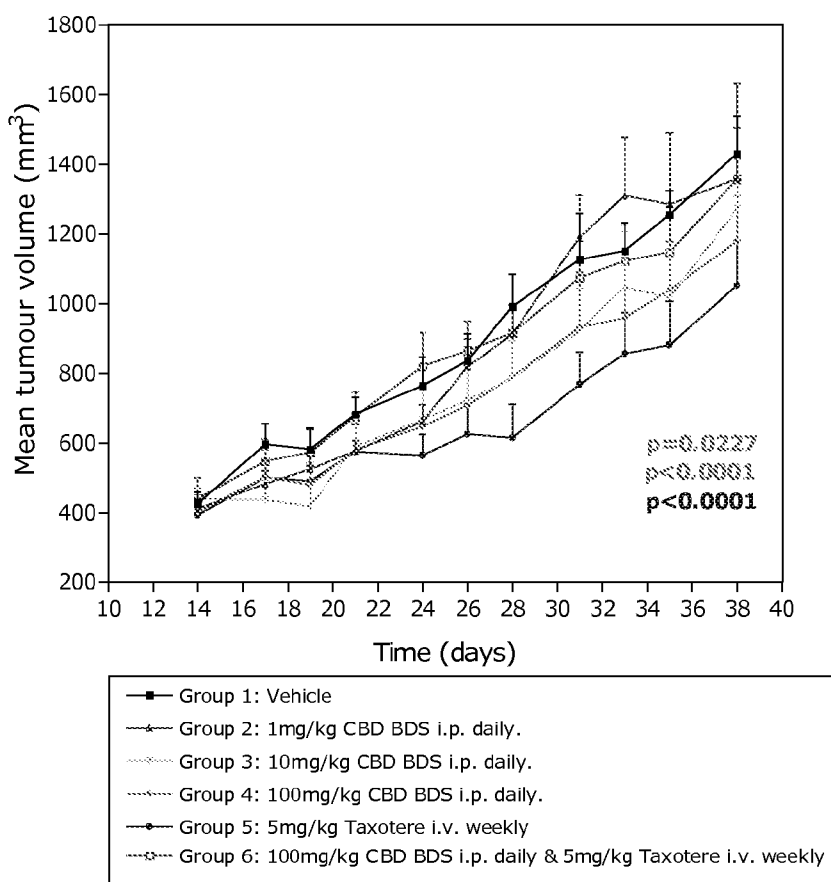 Mean tumour volume (mm³)
1800
1600
1400
1200
1000
800
600
400
200
p=0.0227
p<0.0001
p<0.0001
10 12 14 16 18 20 22 24 26 28 30 32 34 36 38 40
Time (days)
Group 1: Vehicle
Group 2: 1mg/kg CBD BDS i.p. daily.
Group 3: 10mg/kg CBD BDS i.p. daily.
Group 4: 100mg/kg CBD BDS i.p. daily.
Group 5: 5mg/kg Taxotere i.v. weekly
Group 6: 100mg/kg CBD BDS i.p. daily & 5mg/kg Taxotere i.v. weekly